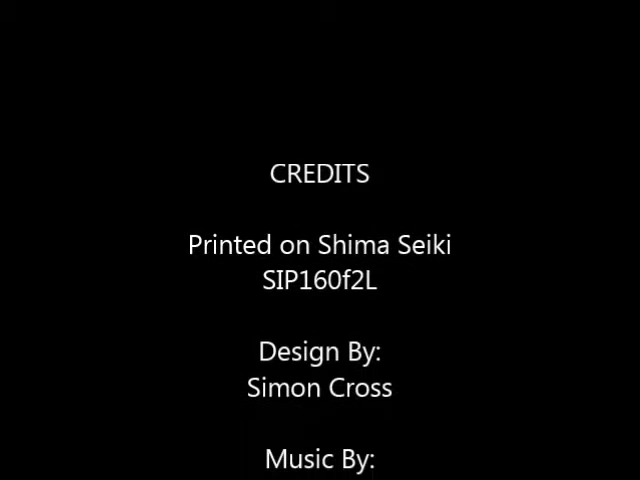 CREDITS
Printed on Shima Seiki
SIP160f2L
Design By:
Simon Cross
Music By: